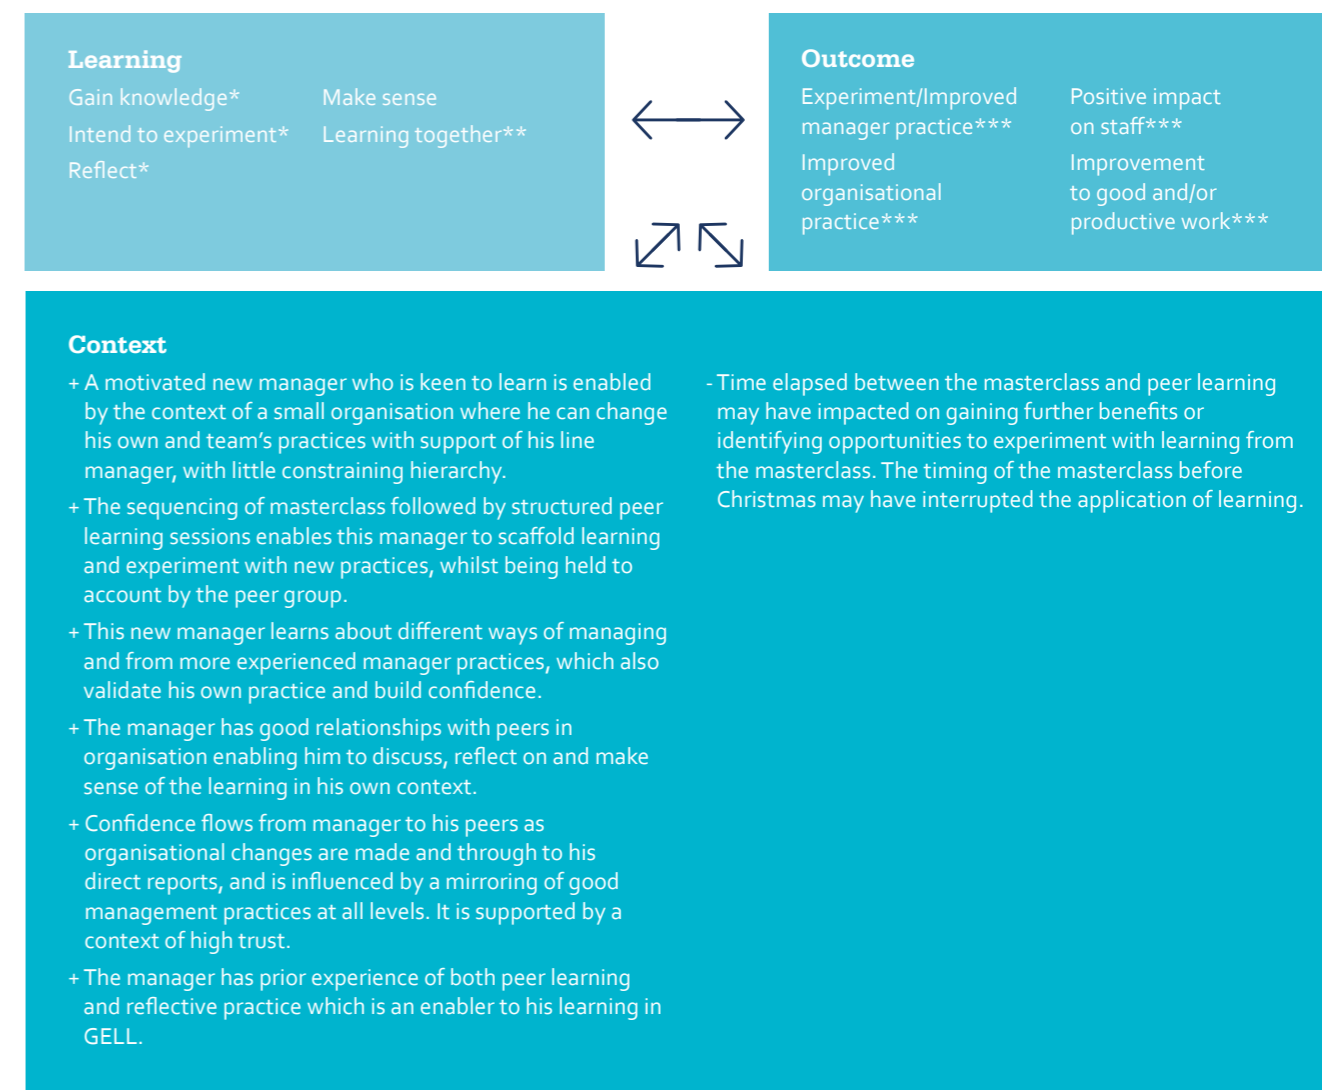 Learning
Gain knowledge*
Intend to experiment*
Reflect*
Make sense
Learning together**
Outcome
Experiment/Improved
manager practice***
Improved
organisational
practice***
Positive impact
on staff***
Improvement
to good and/or
productive work***
Context
+ A motivated new manager who is keen to learn is enabled
by the context of a small organisation where he can change
his own and team's practices with support of his line
manager, with little constraining hierarchy.
+ The sequencing of masterclass followed by structured peer
learning sessions enables this manager to scaffold learning
and experiment with new practices, whilst being held to
account by the peer group.
+ This new manager learns about different ways of managing
and from more experienced manager practices, which also
validate his own practice and build confidence.
+ The manager has good relationships with peers in
organisation enabling him to discuss, reflect on and make
sense of the learning in his own context.
+ Confidence flows from manager to his peers as
organisational changes are made and through to his
direct reports, and is influenced by a mirroring of good
management practices at all levels. It is supported by a
context of high trust.
+ The manager has prior experience of both peer learning
and reflective practice which is an enabler to his learning in
GELL.
- Time elapsed between the masterclass and peer learning
may have impacted on gaining further benefits or
identifying opportunities to experiment with learning from
the masterclass. The timing of the masterclass before
Christmas may have interrupted the application of learning.